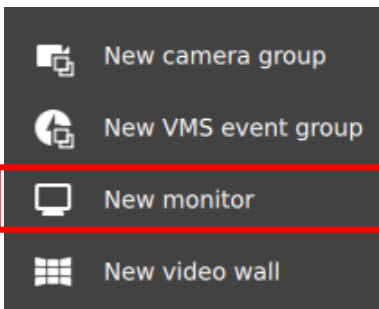 New camera group
New VMS event group
New monitor
New video wall